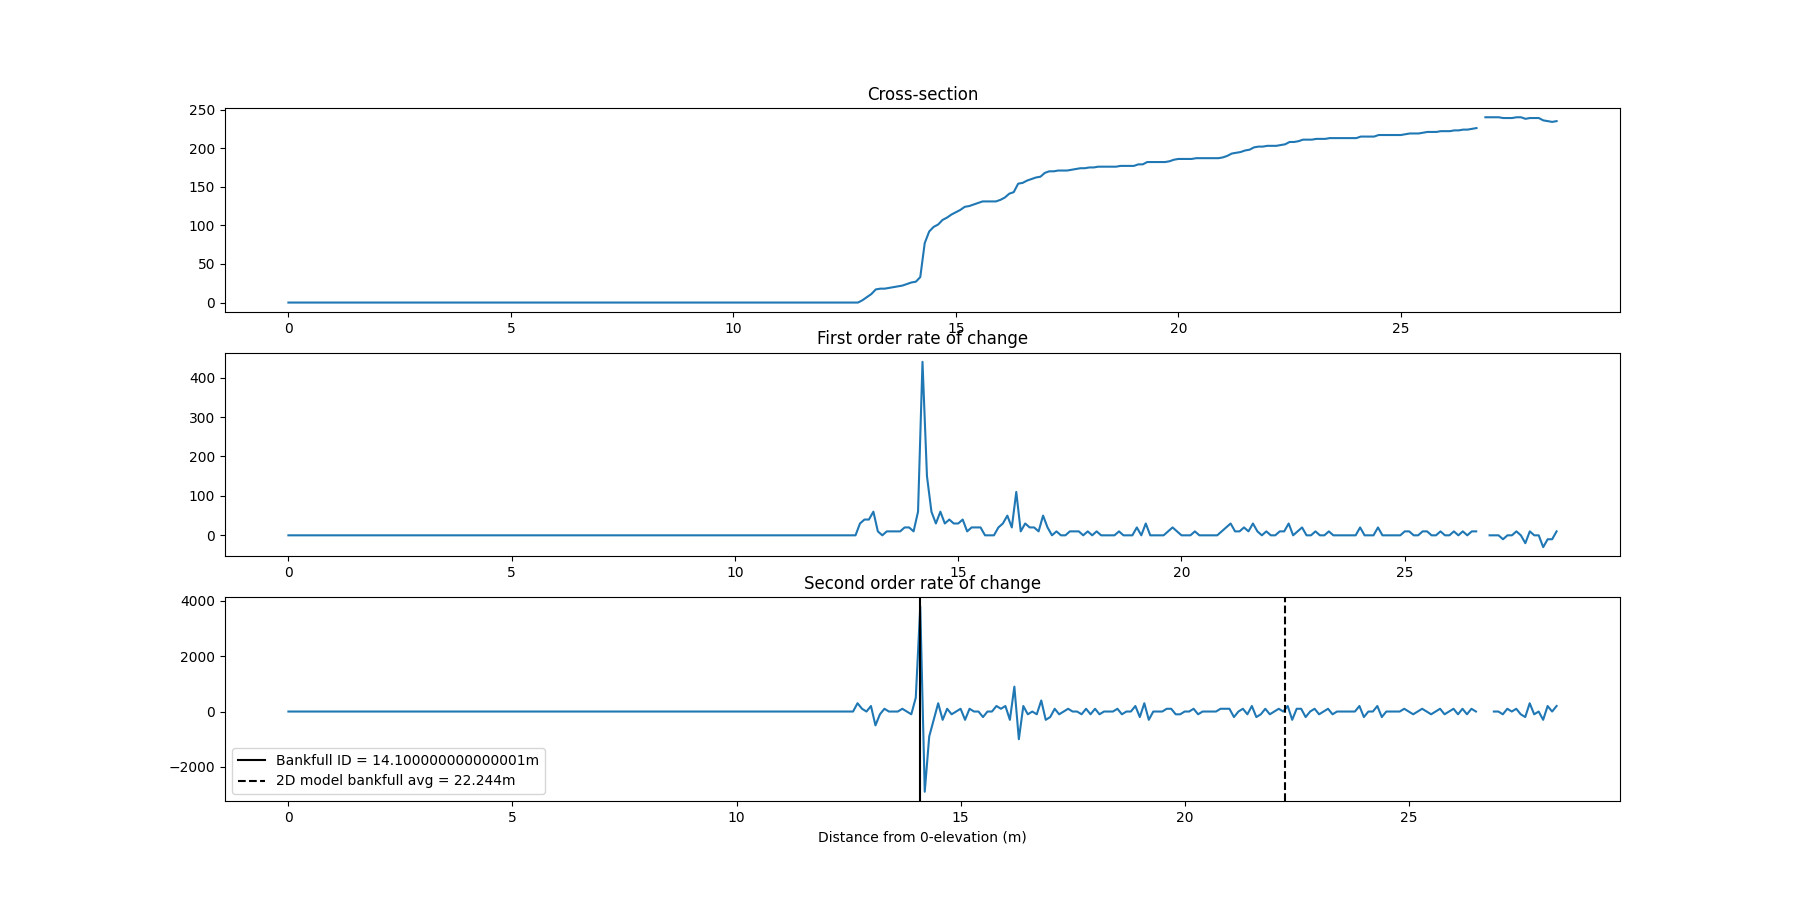 Cross-section
250
200
150
100
50
0
0 5 10 15 20 25
First order rate of change
400
300
200
100
0
0 5 10 15 20 25
Second order rate of change
4000
2000
0
−2000
Bankfull ID = 14.100000000000001m
2D model bankfull avg = 22.244m
0 5 10 15 20 25
Distance from 0-elevation (m)